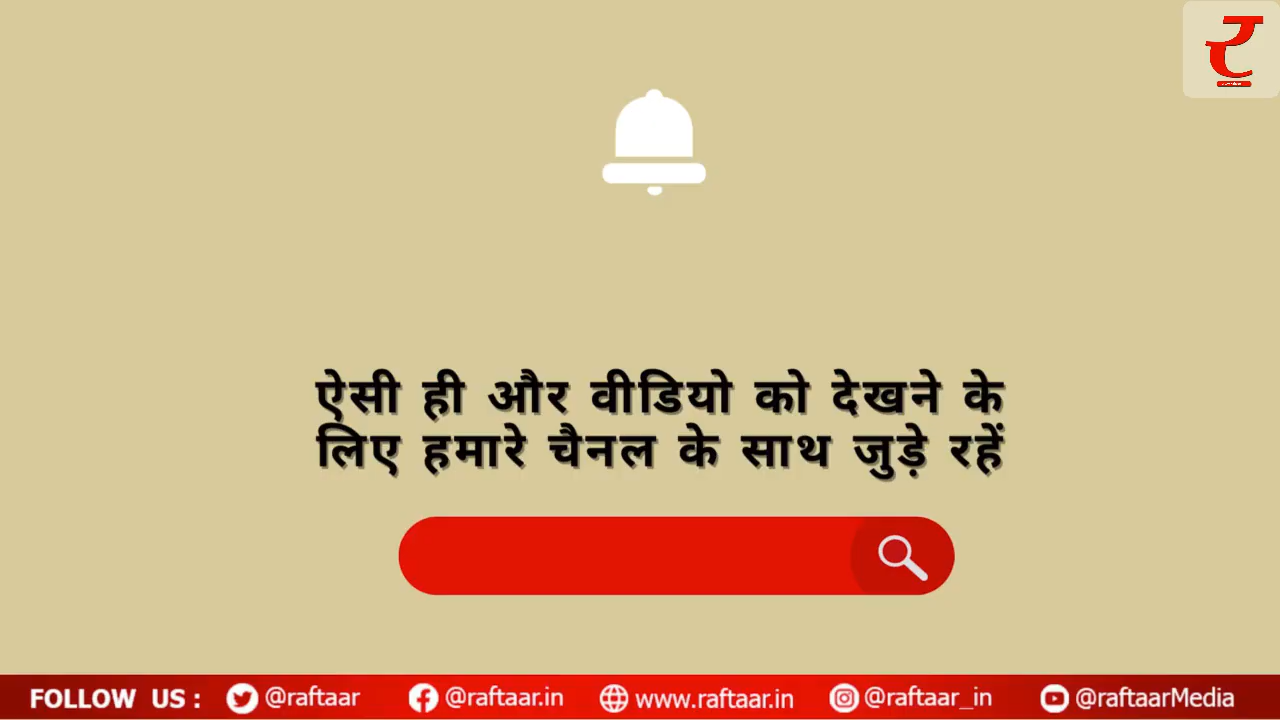 ऐसी ही और वीडियो को देखने के
लिए हमारे चैनल के साथ जुड़े रहें
FOLLOW US : @raftaar @raftaar.in www.raftaar.in @raftaar_in @raftaarMedia